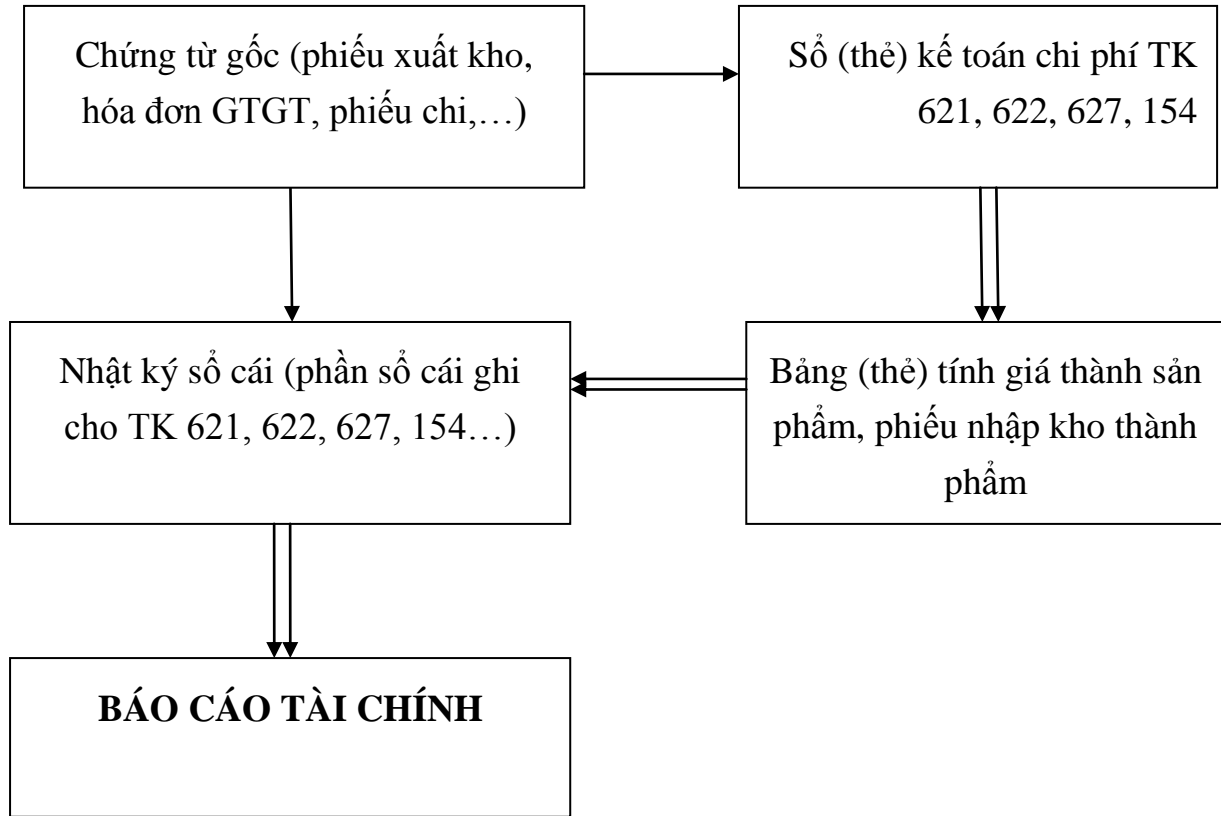 Chứng từ gốc (phiếu xuất kho,
hóa đơn GTGT, phiếu chi,…)
Sổ (thẻ) kế toán chi phí TK
621, 622, 627, 154
Nhật ký sổ cái (phần sổ cái ghi
cho TK 621, 622, 627, 154…)
Bảng (thẻ) tính giá thành sản
phẩm, phiếu nhập kho thành
phẩm
BÁO CÁO TÀI CHÍNH